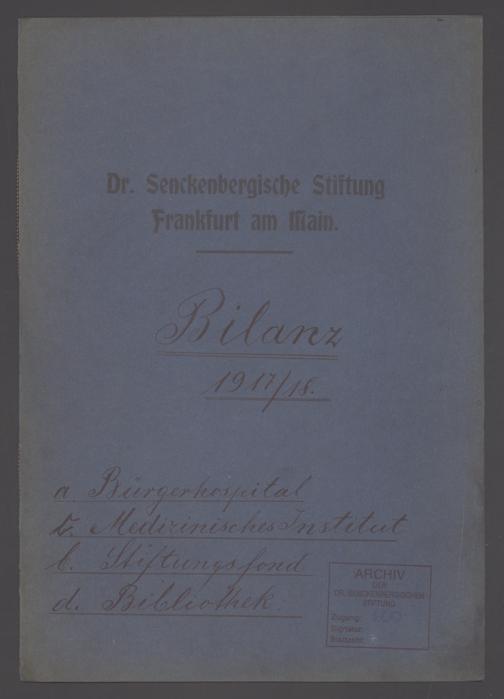 Dr. Senckenbergische Stiftung
Frankfurt am Main.
Bilanz
1917/18.
a. Bürgerhospital
Medizinisches Institut
Stiftungsfond
d. Bibliothek.
ARCHIV
DER
DR. SENCKENBERGISCHEN
STIFTUNG
Zugang:
Signatur: